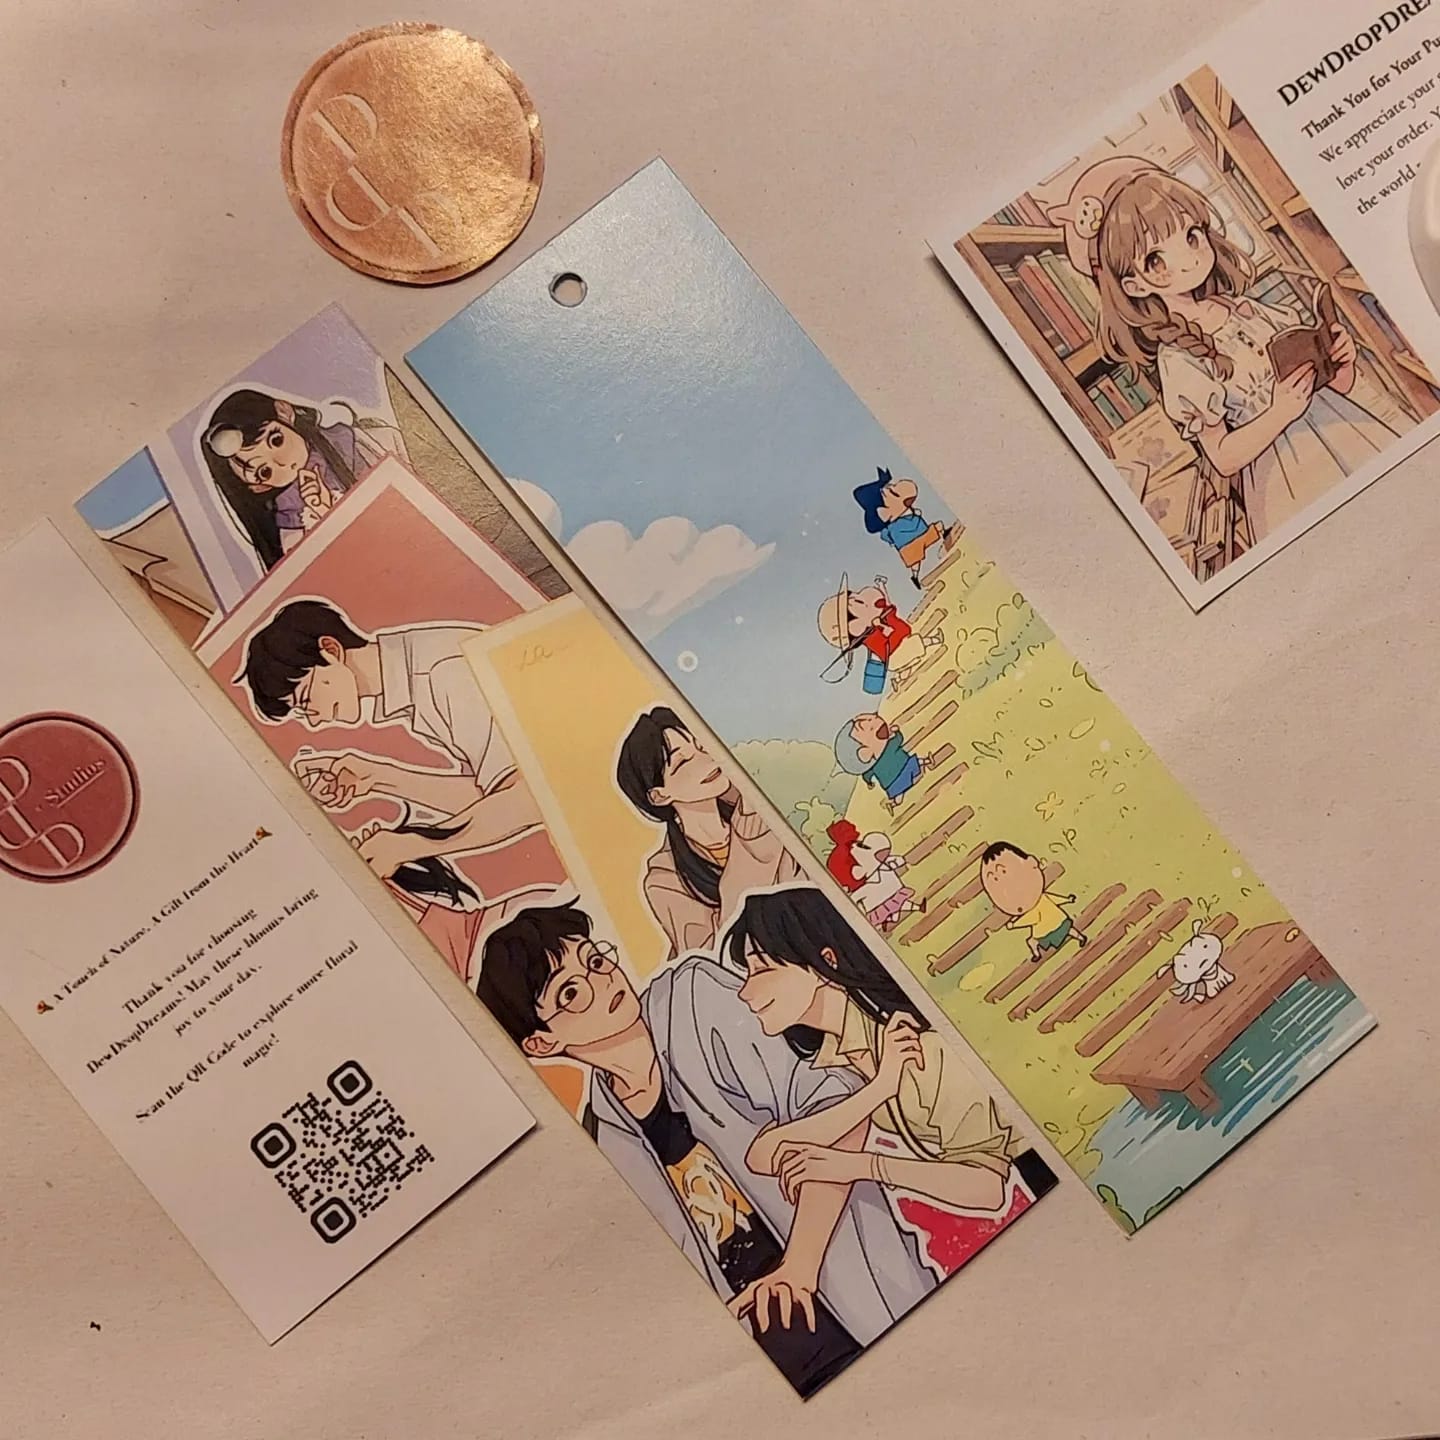 DPD
DEWDROPDREA
Thank You for Your Pu
We appreciate your
love your order. Y
the world
DPD
Studios
A Touch of Nature, A Gift from the Heart
Thank you for choosing
DewDropDreams! May these blooms bring
joy to your day.
Scan the QR Code to explore more floral
magic!